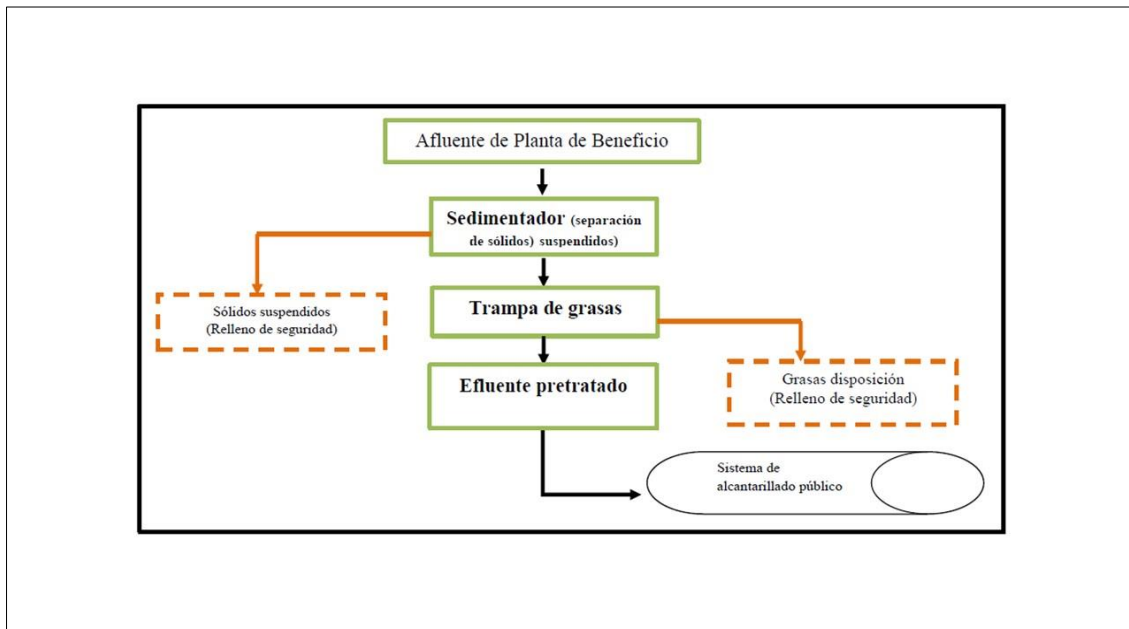 Afluente de Planta de Beneficio
Sedimentador (separación
de sólidos) suspendidos)
Sólidos suspendidos
(Relleno de seguridad)
Trampa de grasas
Efluente pretratado
Grasas disposición
(Relleno de seguridad)
Sistema de
alcantarillado público